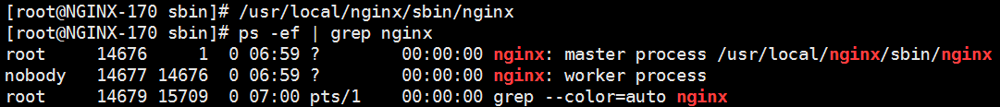 [root@NGINX-170 sbin]# /usr/local/nginx/sbin/nginx
[root@NGINX-170 sbin]# ps -ef | grep nginx
root     14676     1  0 06:59 ?        00:00:00 nginx: master process /usr/local/nginx/sbin/nginx
nobody   14677 14676  0 06:59 ?        00:00:00 nginx: worker process
root     14679 15709  0 07:00 pts/1    00:00:00 grep --color=auto nginx